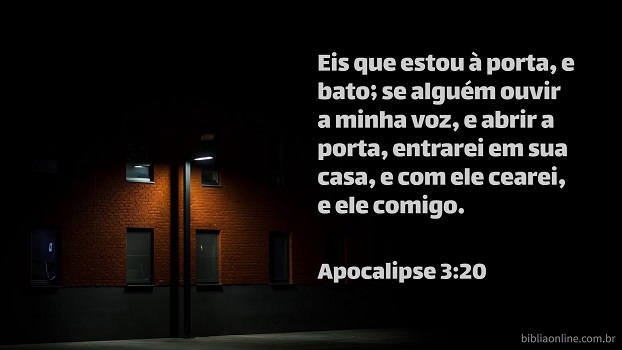 Eis que estou à porta, e
bato; se alguém ouvir
a minha voz, e abrir a
porta, entrarei em sua
casa, e com ele cearei,
e ele comigo.
Apocalipse 3:20
bibliaonline.com.br